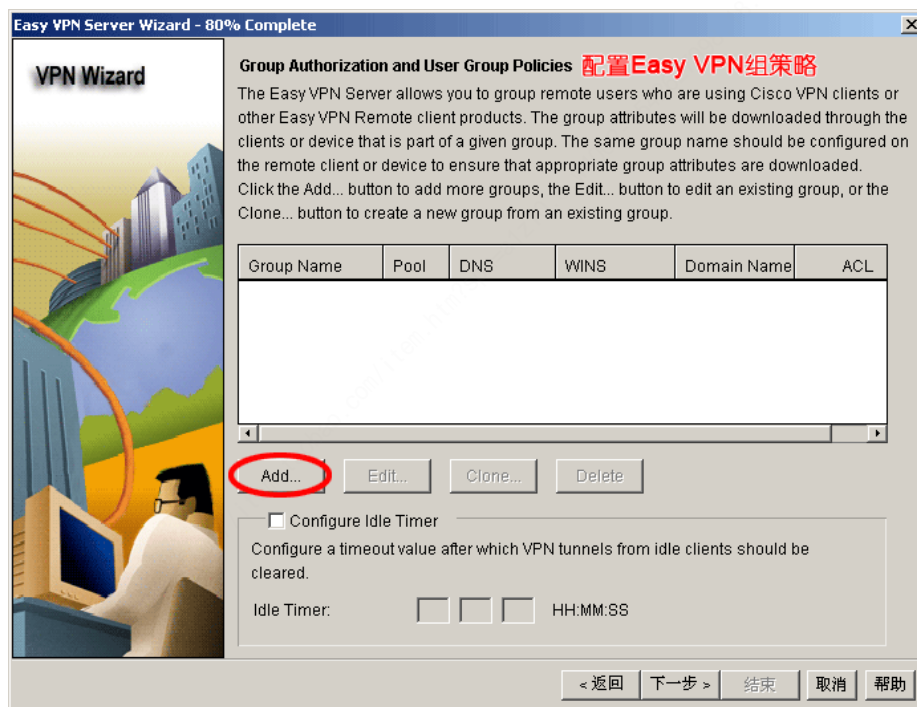 Easy VPN Server Wizard - 80% Complete
VPN Wizard
Group Authorization and User Group Policies 配置Easy VPN组策略
The Easy VPN Server allows you to group remote users who are using Cisco VPN clients or
other Easy VPN Remote client products. The group attributes will be downloaded through the
clients or device that is part of a given group. The same group name should be configured on
the remote client or device to ensure that appropriate group attributes are downloaded.
Click the Add... button to add more groups, the Edit... button to edit an existing group, or the
Clone... button to create a new group from an existing group.
Group Name Pool DNS WINS Domain Name ACL
Add... Edit... Clone... Delete
Configure Idle Timer
Configure a timeout value after which VPN tunnels from idle clients should be
cleared.
Idle Timer: HH:MM:SS
<返回 下一步> 结束 取消 帮助